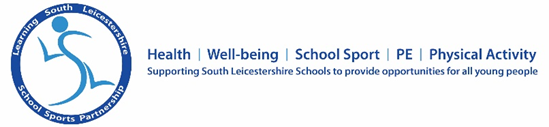 Learning South Leicestershire
School Sports Partnership
Health | Well-being | School Sport | PE | Physical Activity
Supporting South Leicestershire Schools to provide opportunities for all young people